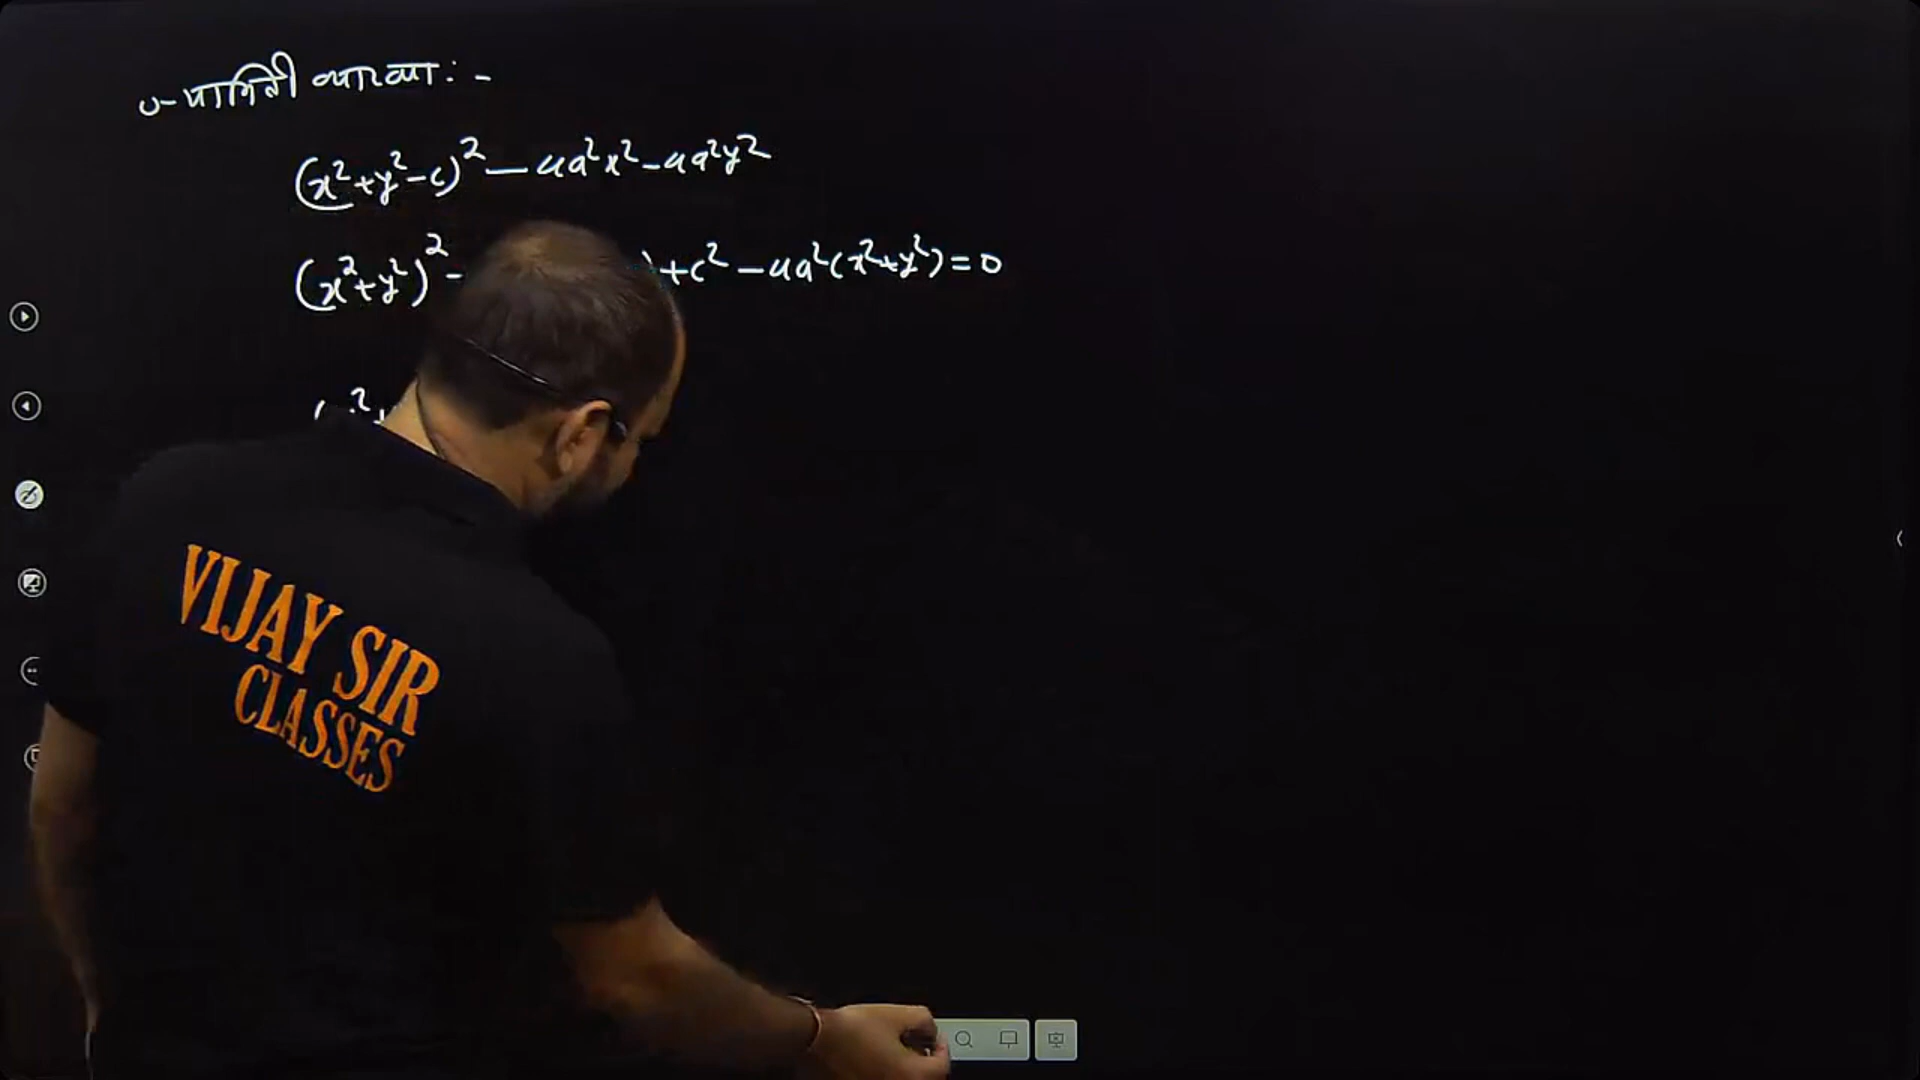 ज्यामिती व्याख्या : -
(x²+y²-c)² - 4a²x² - 4a²y²
(x²+y²)² - ) + c² - 4a²(x²+y²) = 0
VIJAY SIR
CLASSES